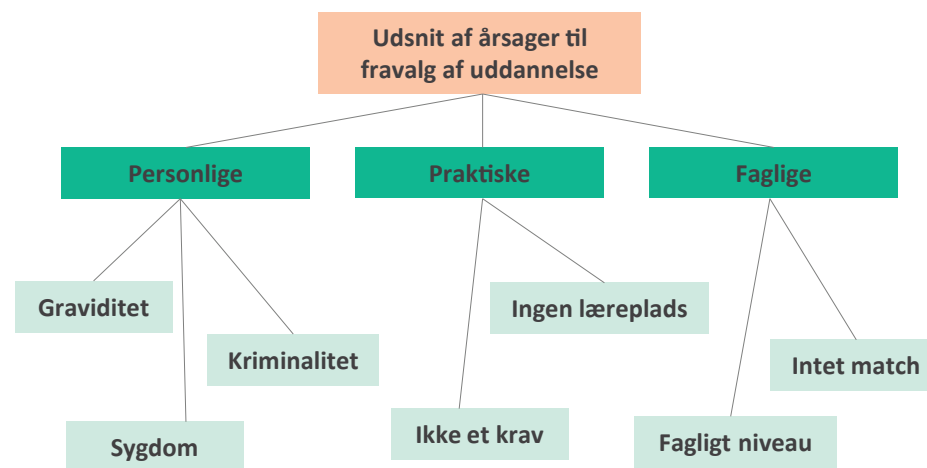 Udsnit af årsager til
fravalg af uddannelse
Personlige
Praktiske
Faglige
Graviditet
Kriminalitet
Sygdom
Ingen læreplads
Ikke et krav
Intet match
Fagligt niveau